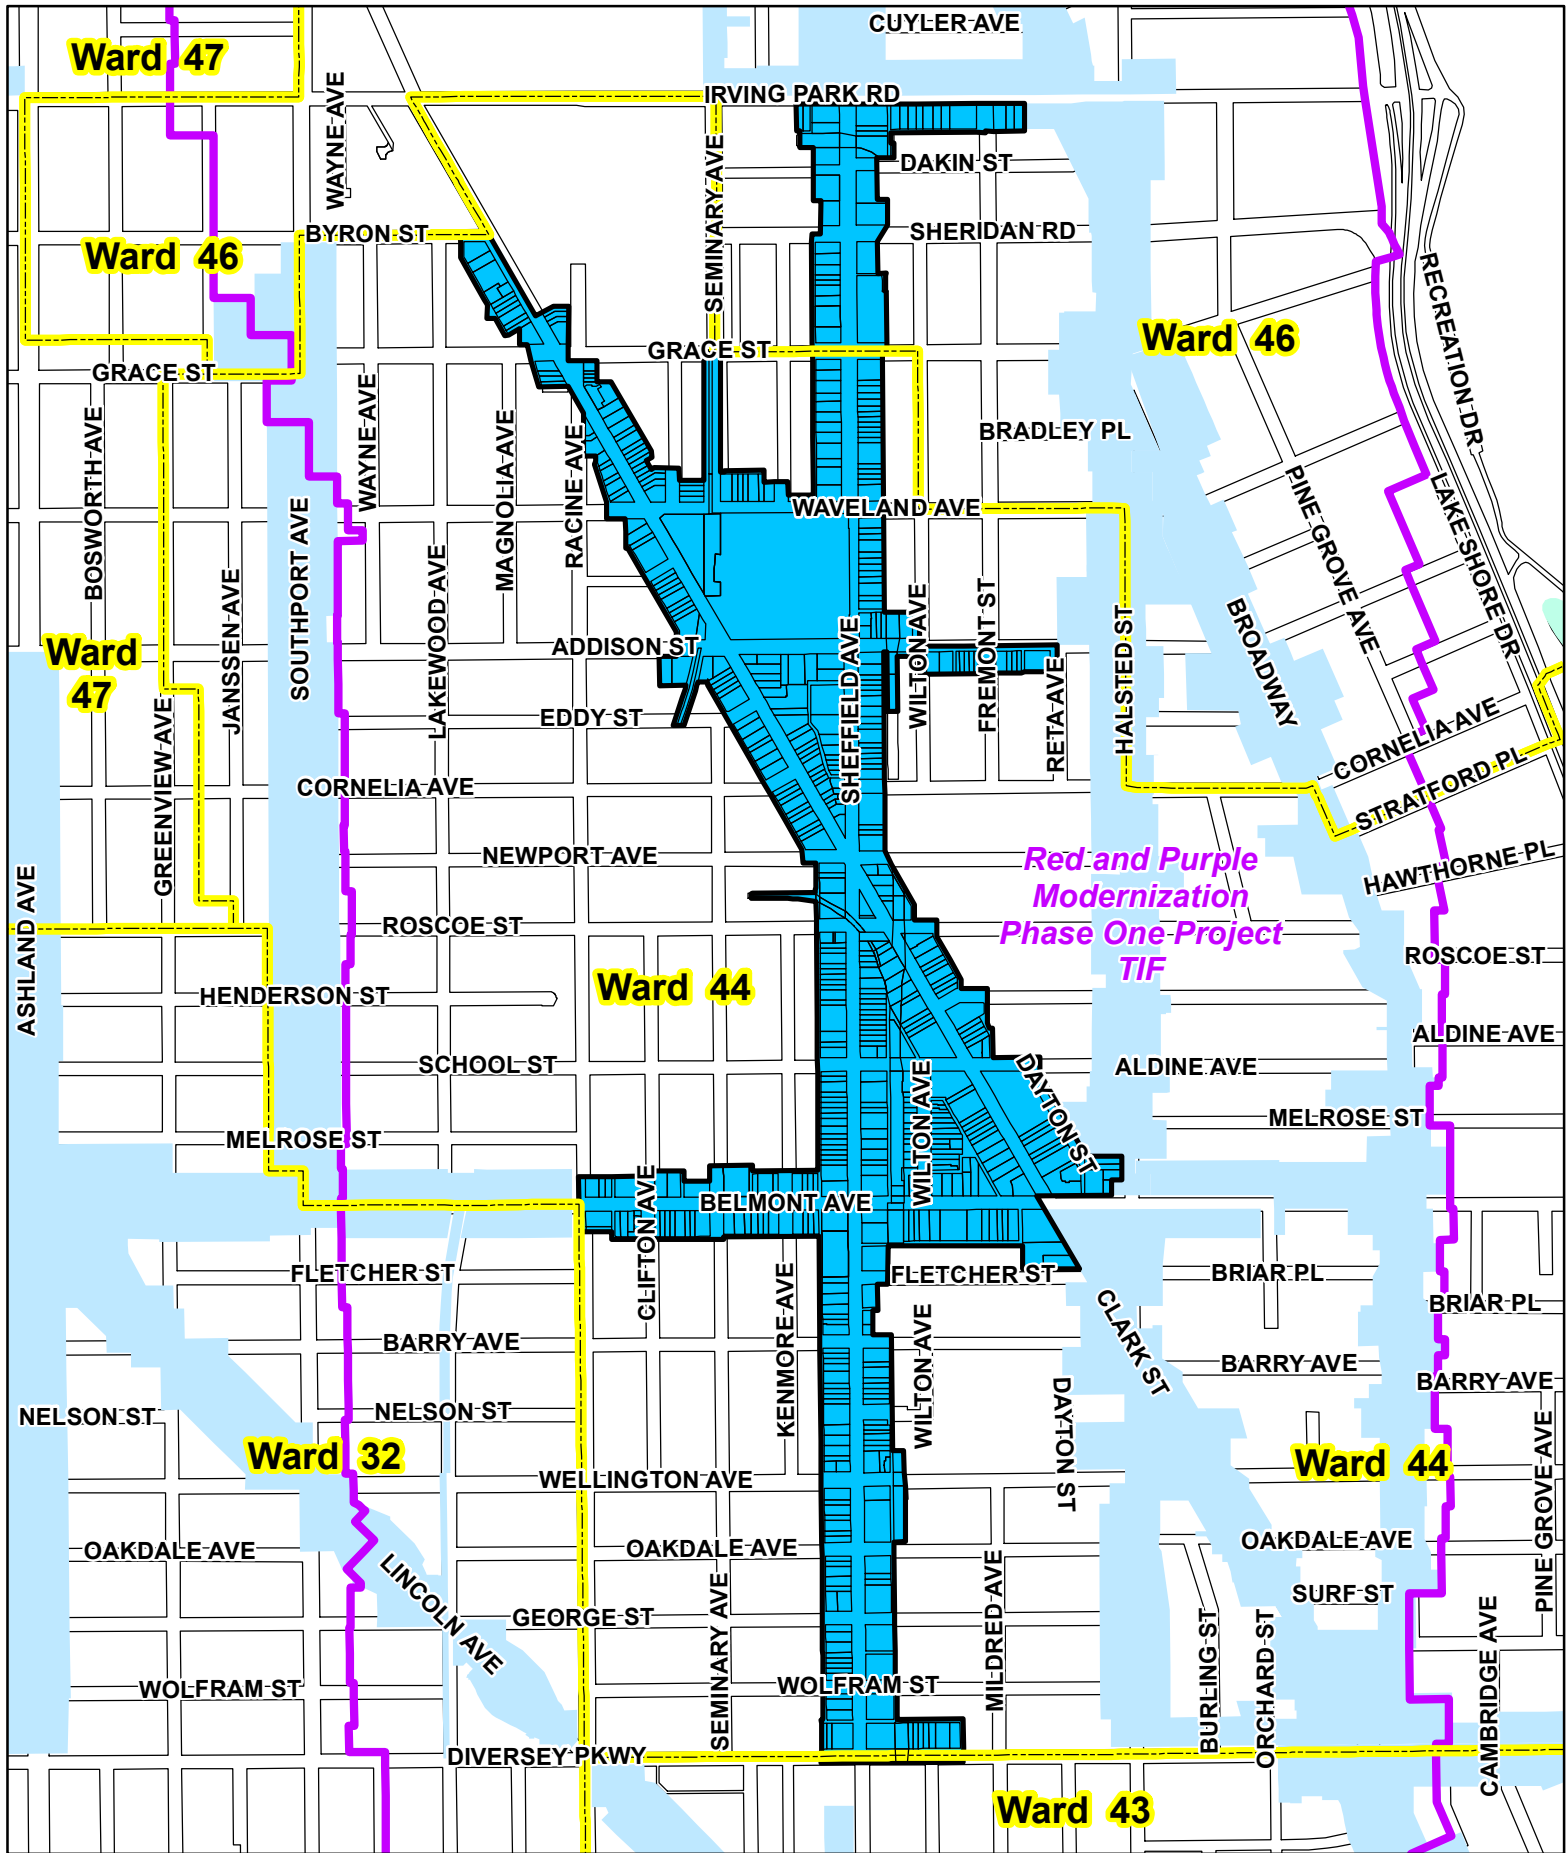 CUYLER AVE
Ward 47
IRVING PARK RD
WAYNE AVE
SEMINARY AVE
DAKIN ST
BYRON ST
SHERIDAN RD
Ward 46
RECREATION DR
Ward 46
GRACE ST
GRACE ST
BOSWORTH AVE
WAYNE AVE
MAGNOLIA AVE
RACINE AVE
BRADLEY PL
PINE GROVE AVE
LAKE SHORE DR
WAVELAND AVE
SOUTHPORT AVE
JANSSEN AVE
LAKEWOOD AVE
WILTON AVE
FREMONT ST
HALSTED ST
BROADWAY
Ward
47
ADDISON ST
SHEFFIELD AVE
RETA AVE
GREENVIEW AVE
EDDY ST
CORNELIA AVE
STRATFORD PL
CORNELIA AVE
NEWPORT AVE
Red and Purple
Modernization
Phase One Project
TIF
HAWTHORNE PL
ASHLAND AVE
ROSCOE ST
ROSCOE ST
Ward 44
HENDERSON ST
ALDINE AVE
SCHOOL ST
WILTON AVE
DAYTON ST
ALDINE AVE
MELROSE ST
MELROSE ST
CLIFTON AVE
BELMONT AVE
FLETCHER ST
FLETCHER ST
BRIAR PL
BRIAR PL
KENMORE AVE
WILTON AVE
CLARK ST
BARRY AVE
BARRY AVE
BARRY AVE
NELSON ST
NELSON ST
DAYTON ST
Ward 32
Ward 44
WELLINGTON AVE
PINE GROVE AVE
OAKDALE AVE
OAKDALE AVE
OAKDALE AVE
LINCOLN AVE
MILDRED AVE
SURF ST
GEORGE ST
SEMINARY AVE
BURLING ST
ORCHARD ST
CAMBRIDGE AVE
WOLFRAM ST
WOLFRAM ST
DIVERSEY PKWY
Ward 43